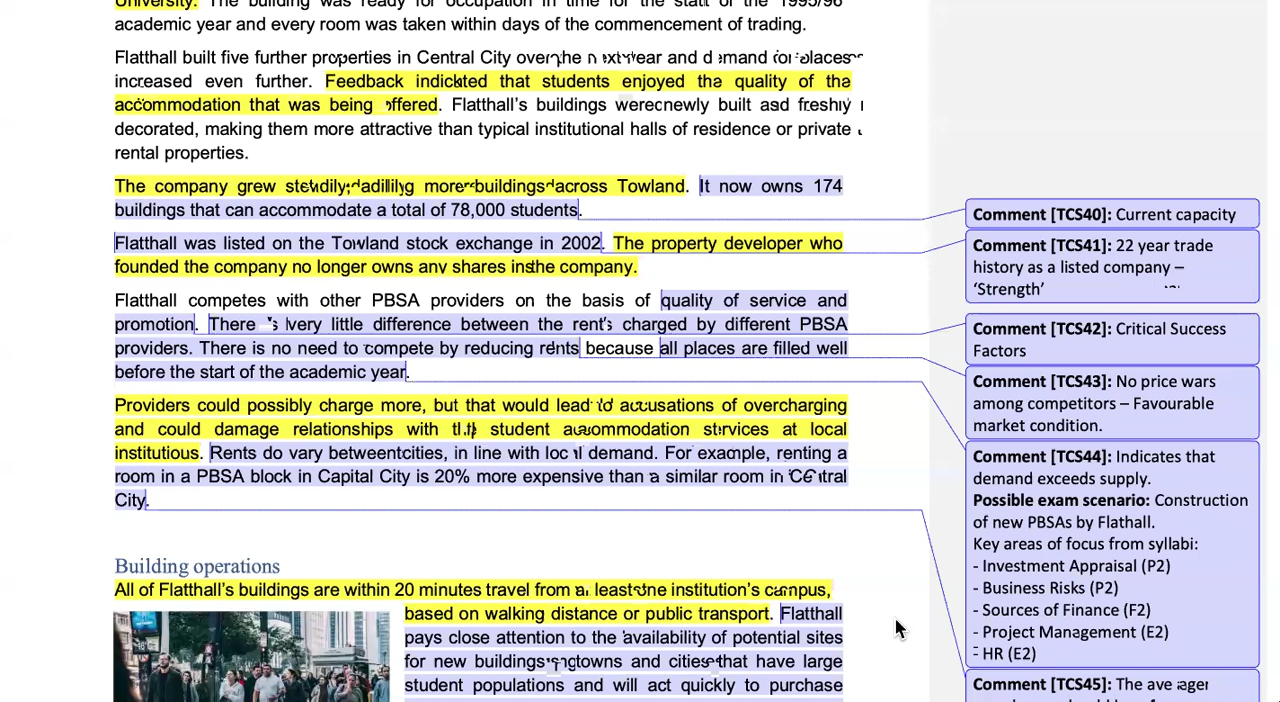 University. The building was ready for occupation in time for the start of the 1995/96
academic year and every room was taken within days of the commencement of trading.
Flatthall built five further properties in Central City over the next year and demand for places
increased even further. Feedback indicated that students enjoyed the quality of the
accommodation that was being offered. Flatthall's buildings were newly built and freshly
decorated, making them more attractive than typical institutional halls of residence or private
rental properties.
The company grew steadily, adding more buildings across Towland. It now owns 174
buildings that can accommodate a total of 78,000 students.
Flatthall was listed on the Towland stock exchange in 2002. The property developer who
founded the company no longer owns any shares in the company.
Flatthall competes with other PBSA providers on the basis of quality of service and
promotion. There is very little difference between the rents charged by different PBSA
providers. There is no need to compete by reducing rents because all places are filled well
before the start of the academic year.
Providers could possibly charge more, but that would lead to accusations of overcharging
and could damage relationships with the student accommodation services at local
institutions. Rents do vary between cities, in line with local demand. For example, renting a
room in a PBSA block in Capital City is 20% more expensive than a similar room in Central
City.
Building operations
All of Flatthall's buildings are within 20 minutes travel from at least one institution's campus,
based on walking distance or public transport. Flatthall
pays close attention to the availability of potential sites
for new buildings in towns and cities that have large
student populations and will act quickly to purchase
Comment [TCS40]: Current capacity
Comment [TCS41]: 22 year trade
history as a listed company –
‘Strength’
Comment [TCS42]: Critical Success
Factors
Comment [TCS43]: No price wars
among competitors – Favourable
market condition.
Comment [TCS44]: Indicates that
demand exceeds supply.
Possible exam scenario: Construction
of new PBSAs by Flathall.
Key areas of focus from syllabi:
- Investment Appraisal (P2)
- Business Risks (P2)
- Sources of Finance (F2)
- Project Management (E2)
- HR (E2)
Comment [TCS45]: The